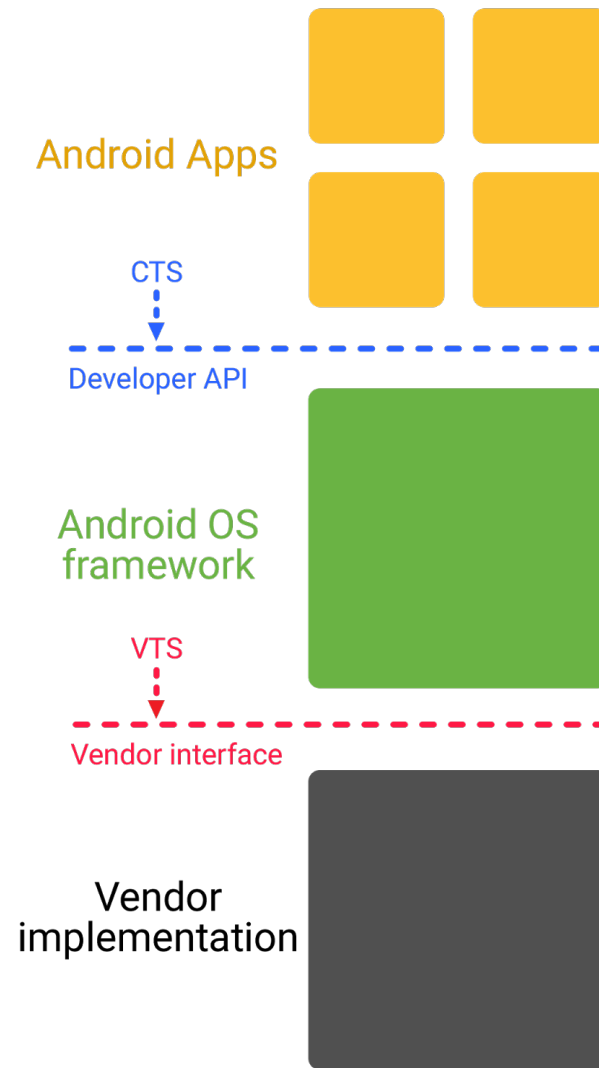 Android Apps
CTS
Developer API
Android OS
framework
VTS
Vendor interface
Vendor
implementation